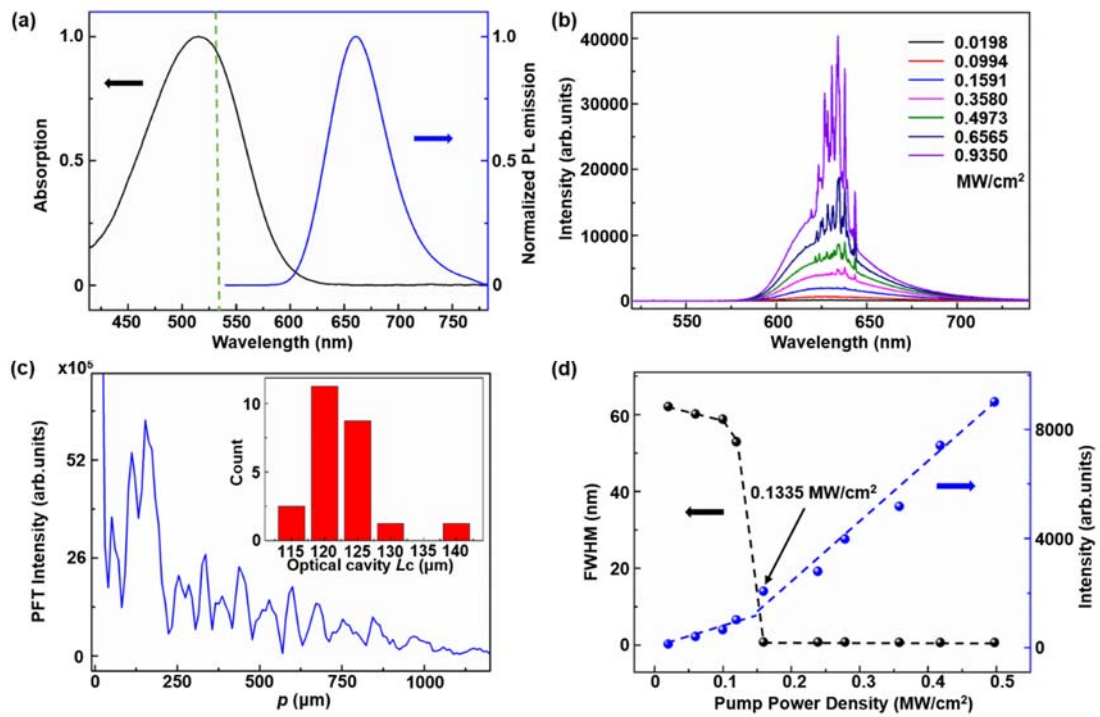 (a)
1.0
0.5
0
Absorption
1.0
0.5
0
Normalized PL emission
450 500 550 600 650 700 750
Wavelength (nm)
(b)
40000
30000
20000
10000
0
Intensity (arb.units)
0.0198
0.0994
0.1591
0.3580
0.4973
0.6565
0.9350
MW/cm²
550 600 650 700
Wavelength (nm)
(c)
x10⁵
52
26
0
PFT Intensity (arb.units)
10
5
0
Count
115 120 125 130 135 140
Optical cavity Lc (μm)
0 250 500 750 1000
p (μm)
(d)
60
40
20
0
FWHM (nm)
0.1335 MW/cm²
8000
4000
0
Intensity (arb.units)
0 0.1 0.2 0.3 0.4 0.5
Pump Power Density (MW/cm²)